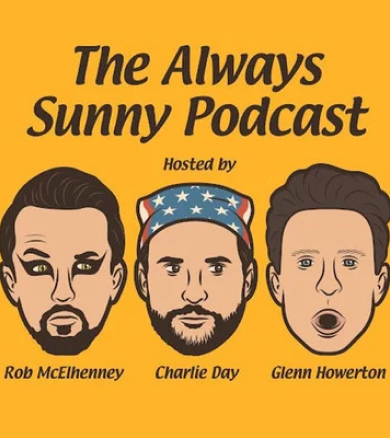 The Always
Sunny Podcast
Hosted by
Rob McElhenney Charlie Day Glenn Howerton